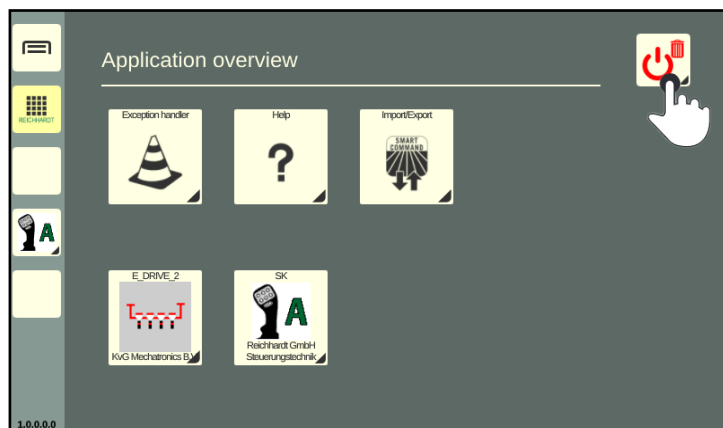 Application overview
REICHHARDT
Exception handler
Help
Import/Export
SMART
COMMAND
?
A
E_DRIVE_2
SK
A
KvG Mechatronics B.V.
Reichhardt GmbH
Steuerungstechnik
1.0.0.0.0